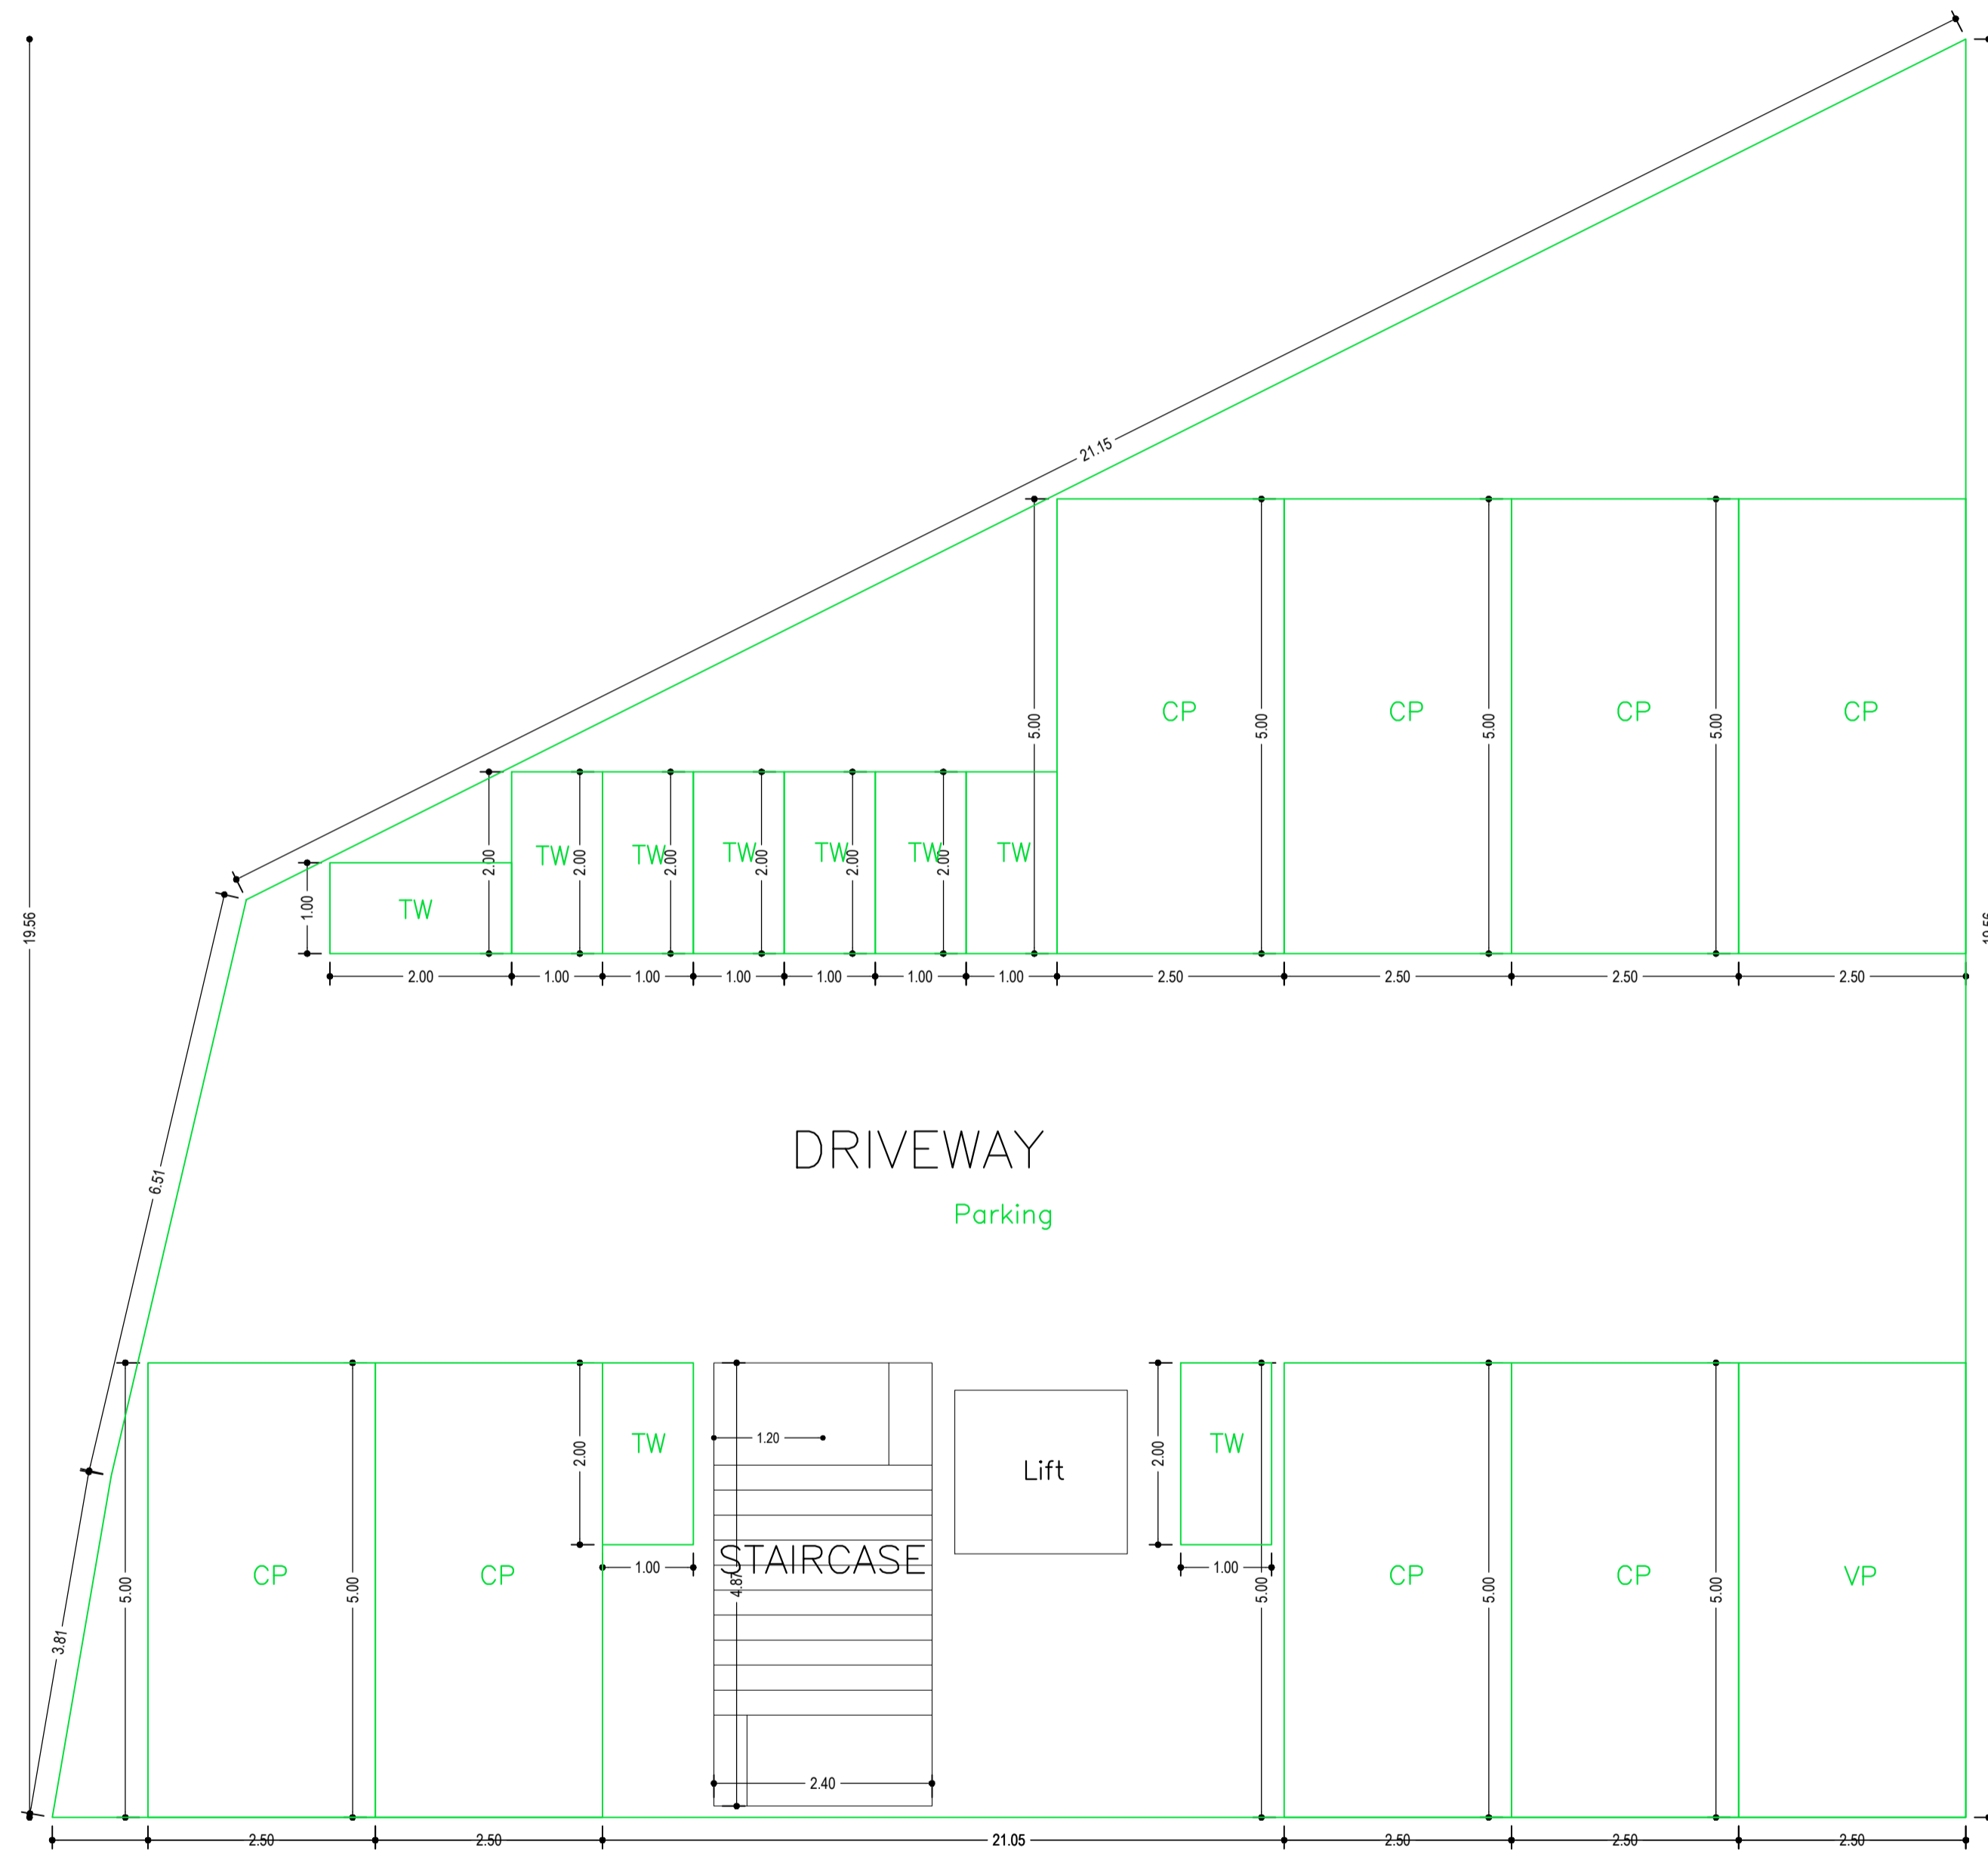 21.15
CP CP CP CP
5.00 5.00 5.00 5.00
TW TW TW TW TW TW
2.00 2.00 2.00 2.00 2.00 2.00
TW
1.00
19.56
19.56
2.00 1.00 1.00 1.00 1.00 1.00 1.00 2.50 2.50 2.50 2.50
DRIVEWAY
6.51
Parking
1.20
TW
2.00
TW
2.00
Lift
STAIRCASE
4.87
1.00
1.00
CP CP CP CP VP
5.00 5.00 5.00 5.00 5.00
3.81
2.40
2.50 2.50 21.05 2.50 2.50 2.50